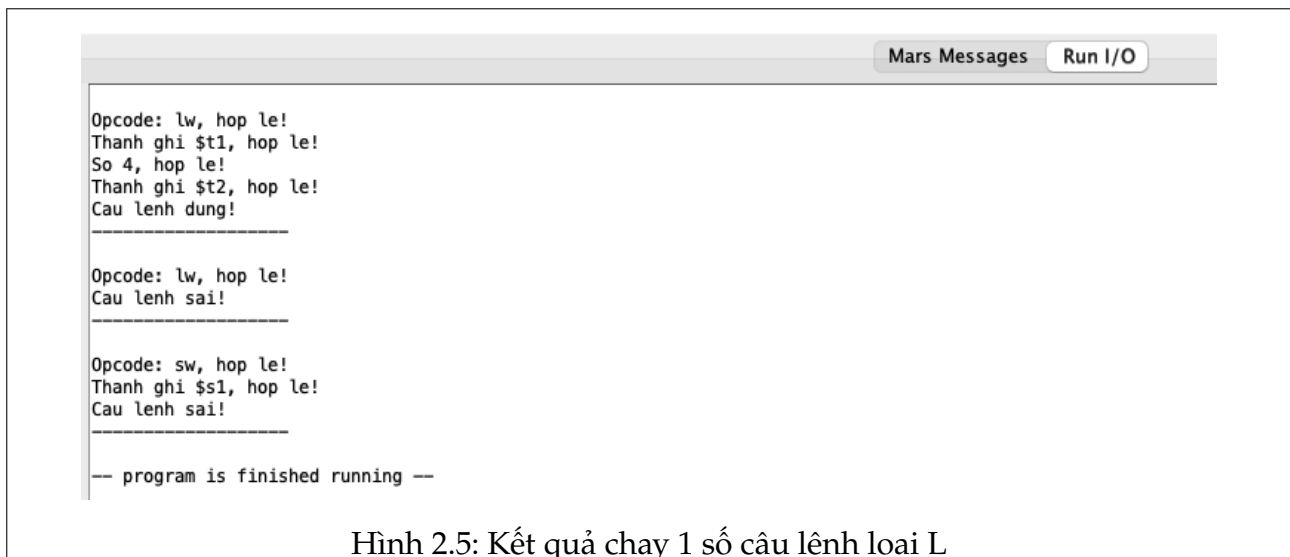 Mars Messages Run I/O
Opcode: lw, hop le!
Thanh ghi $t1, hop le!
So 4, hop le!
Thanh ghi $t2, hop le!
Cau lenh dung!
-------------------
Opcode: lw, hop le!
Cau lenh sai!
-------------------
Opcode: sw, hop le!
Thanh ghi $s1, hop le!
Cau lenh sai!
-------------------
-- program is finished running --
Hình 2.5: Kết quả chạy 1 số câu lệnh loại L